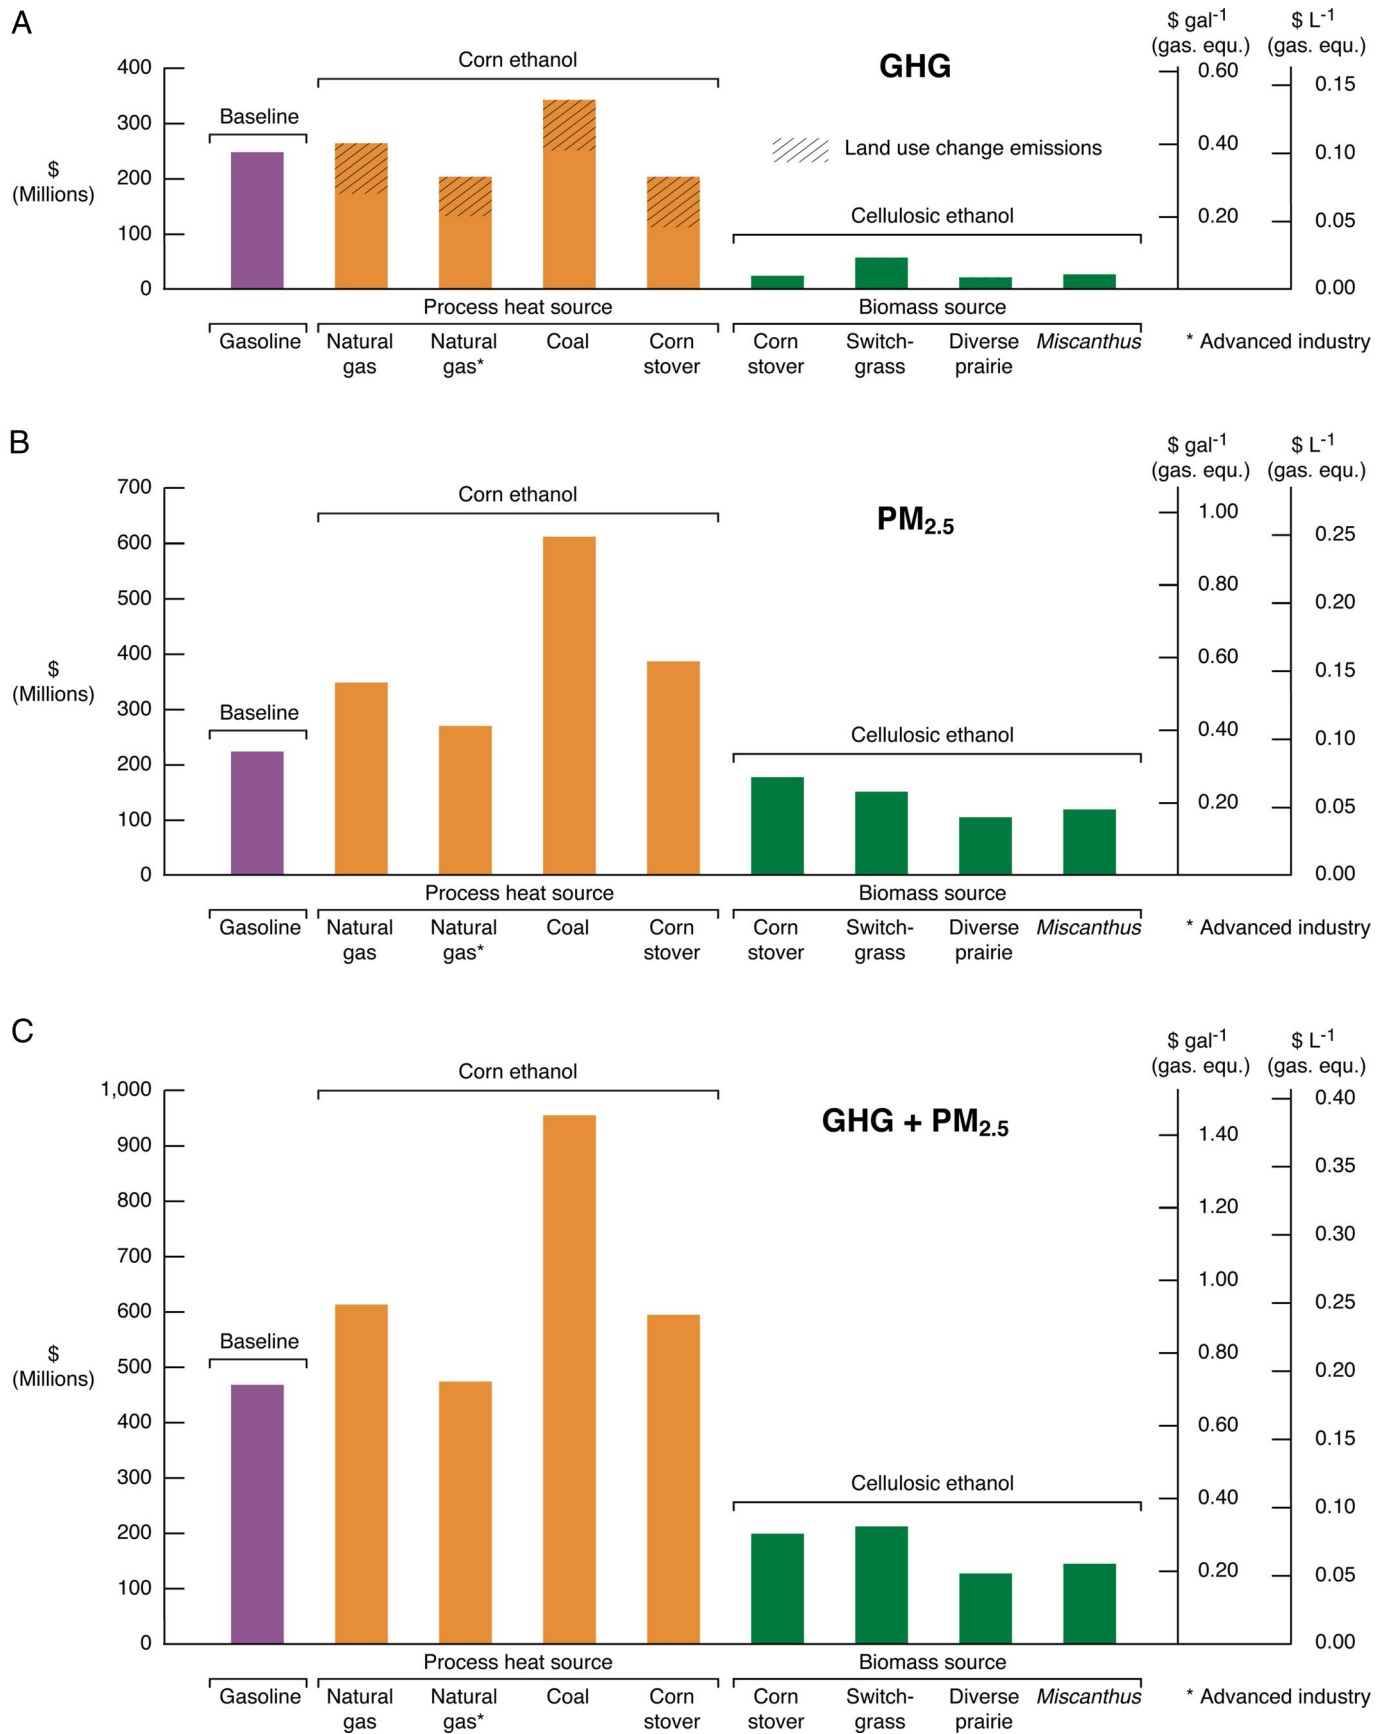 A
$ gal-1 $ L-1
(gas. equ.) (gas. equ.)
Corn ethanol
GHG
400
0.60
0.15
Baseline
300
Land use change emissions
0.40
0.10
$
(Millions)
200
Cellulosic ethanol
0.20
0.05
100
0
0.00
Process heat source
Biomass source
Gasoline Natural Natural Coal Corn Corn Switch- Diverse Miscanthus * Advanced industry
gas gas* stover stover grass prairie
B
$ gal-1 $ L-1
(gas. equ.) (gas. equ.)
700
Corn ethanol
PM2.5
1.00
0.25
600
0.80
500
0.20
400
0.60
0.15
$
(Millions)
300
Baseline
0.40
0.10
Cellulosic ethanol
200
0.20
0.05
100
0
0.00
Process heat source
Biomass source
Gasoline Natural Natural Coal Corn Corn Switch- Diverse Miscanthus * Advanced industry
gas gas* stover stover grass prairie
C
$ gal-1 $ L-1
(gas. equ.) (gas. equ.)
Corn ethanol
1,000
0.40
GHG + PM2.5
1.40
900
0.35
800
1.20
0.30
700
1.00
600
0.25
Baseline
$
(Millions)
0.80
500
0.20
400
0.60
0.15
Cellulosic ethanol
300
0.40
0.10
200
0.20
0.05
100
0
0.00
Process heat source
Biomass source
Gasoline Natural Natural Coal Corn Corn Switch- Diverse Miscanthus * Advanced industry
gas gas* stover stover grass prairie